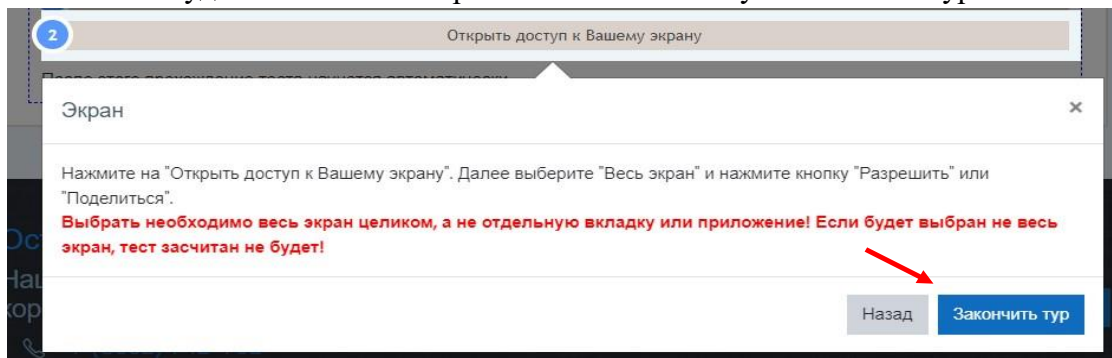 2
Открыть доступ к Вашему экрану
Экран
×
Нажмите на "Открыть доступ к Вашему экрану". Далее выберите "Весь экран" и нажмите кнопку "Разрешить" или
"Поделиться".
Выбрать необходимо весь экран целиком, а не отдельную вкладку или приложение! Если будет выбран не весь
экран, тест засчитан не будет!
Назад
Закончить тур